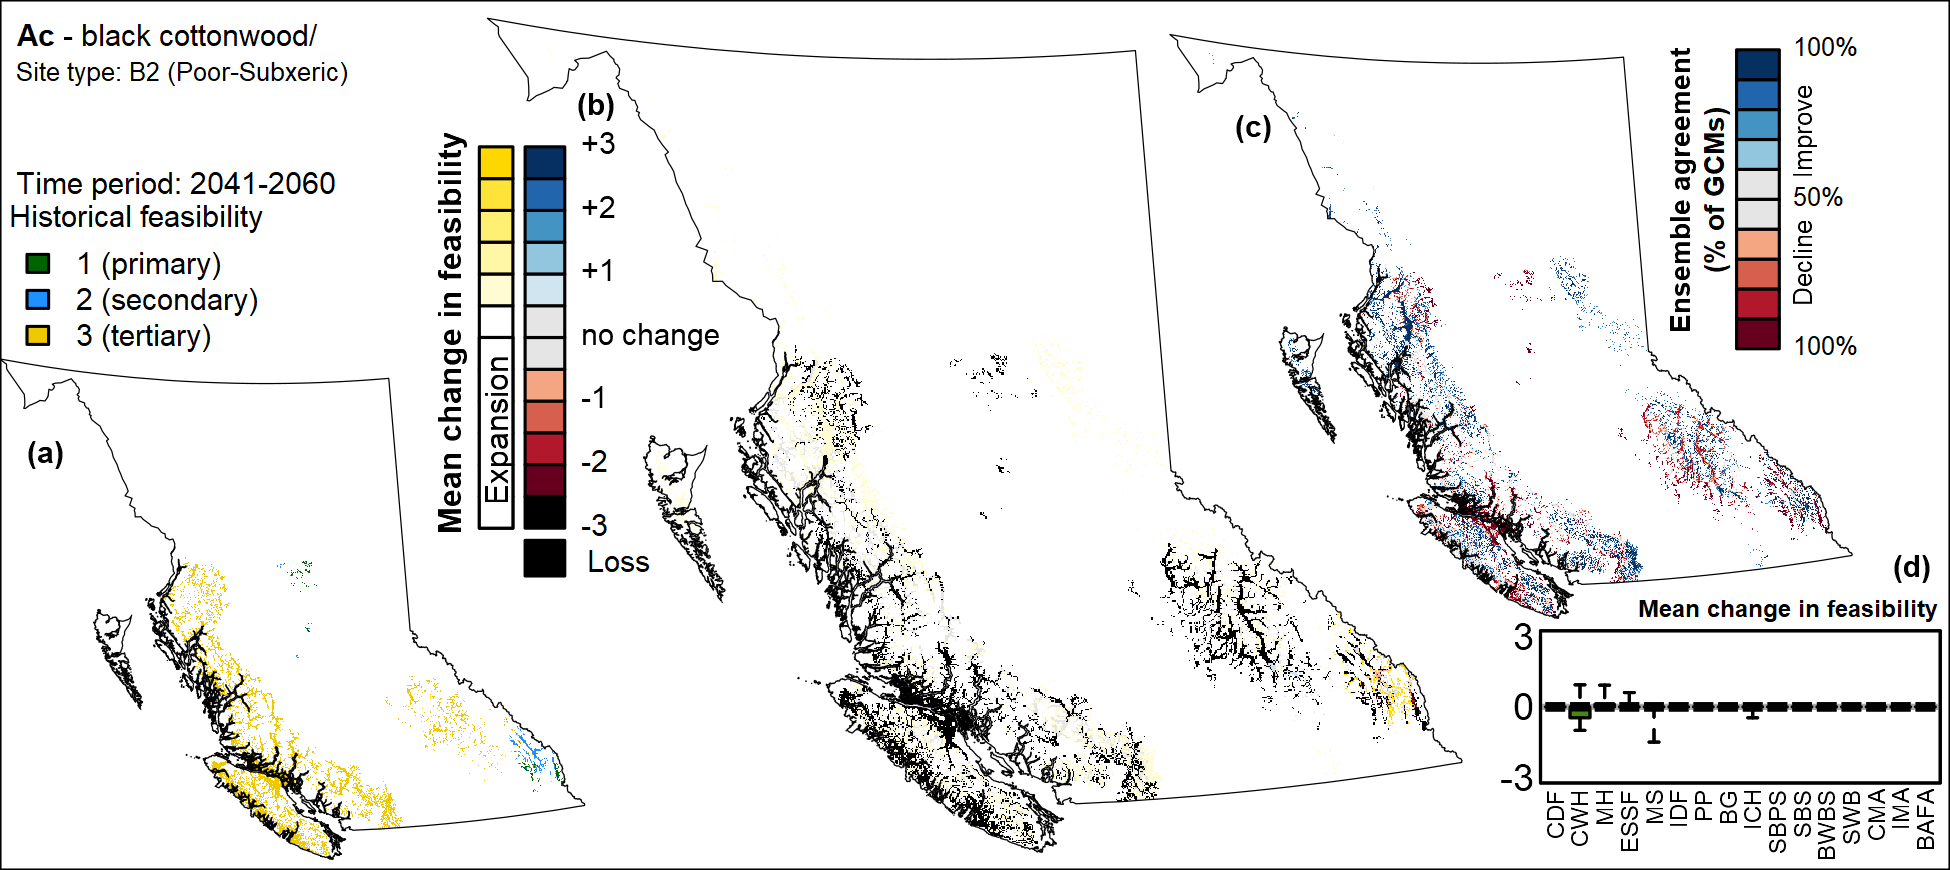 Ac - black cottonwood/
Site type: B2 (Poor-Subxeric)
Time period: 2041-2060
Historical feasibility
1 (primary)
2 (secondary)
3 (tertiary)
(a)
(b)
Mean change in feasibility
Expansion
+3
+2
+1
no change
-1
-2
-3
Loss
(c)
Ensemble agreement
(% of GCMs)
100%
Improve
50%
Decline
100%
(d)
Mean change in feasibility
3
0
-3
CDF
CWH
MH
ESSF
MS
IDF
PP
BG
ICH
SBPS
SBS
BWBS
SWB
CMA
IMA
BAFA